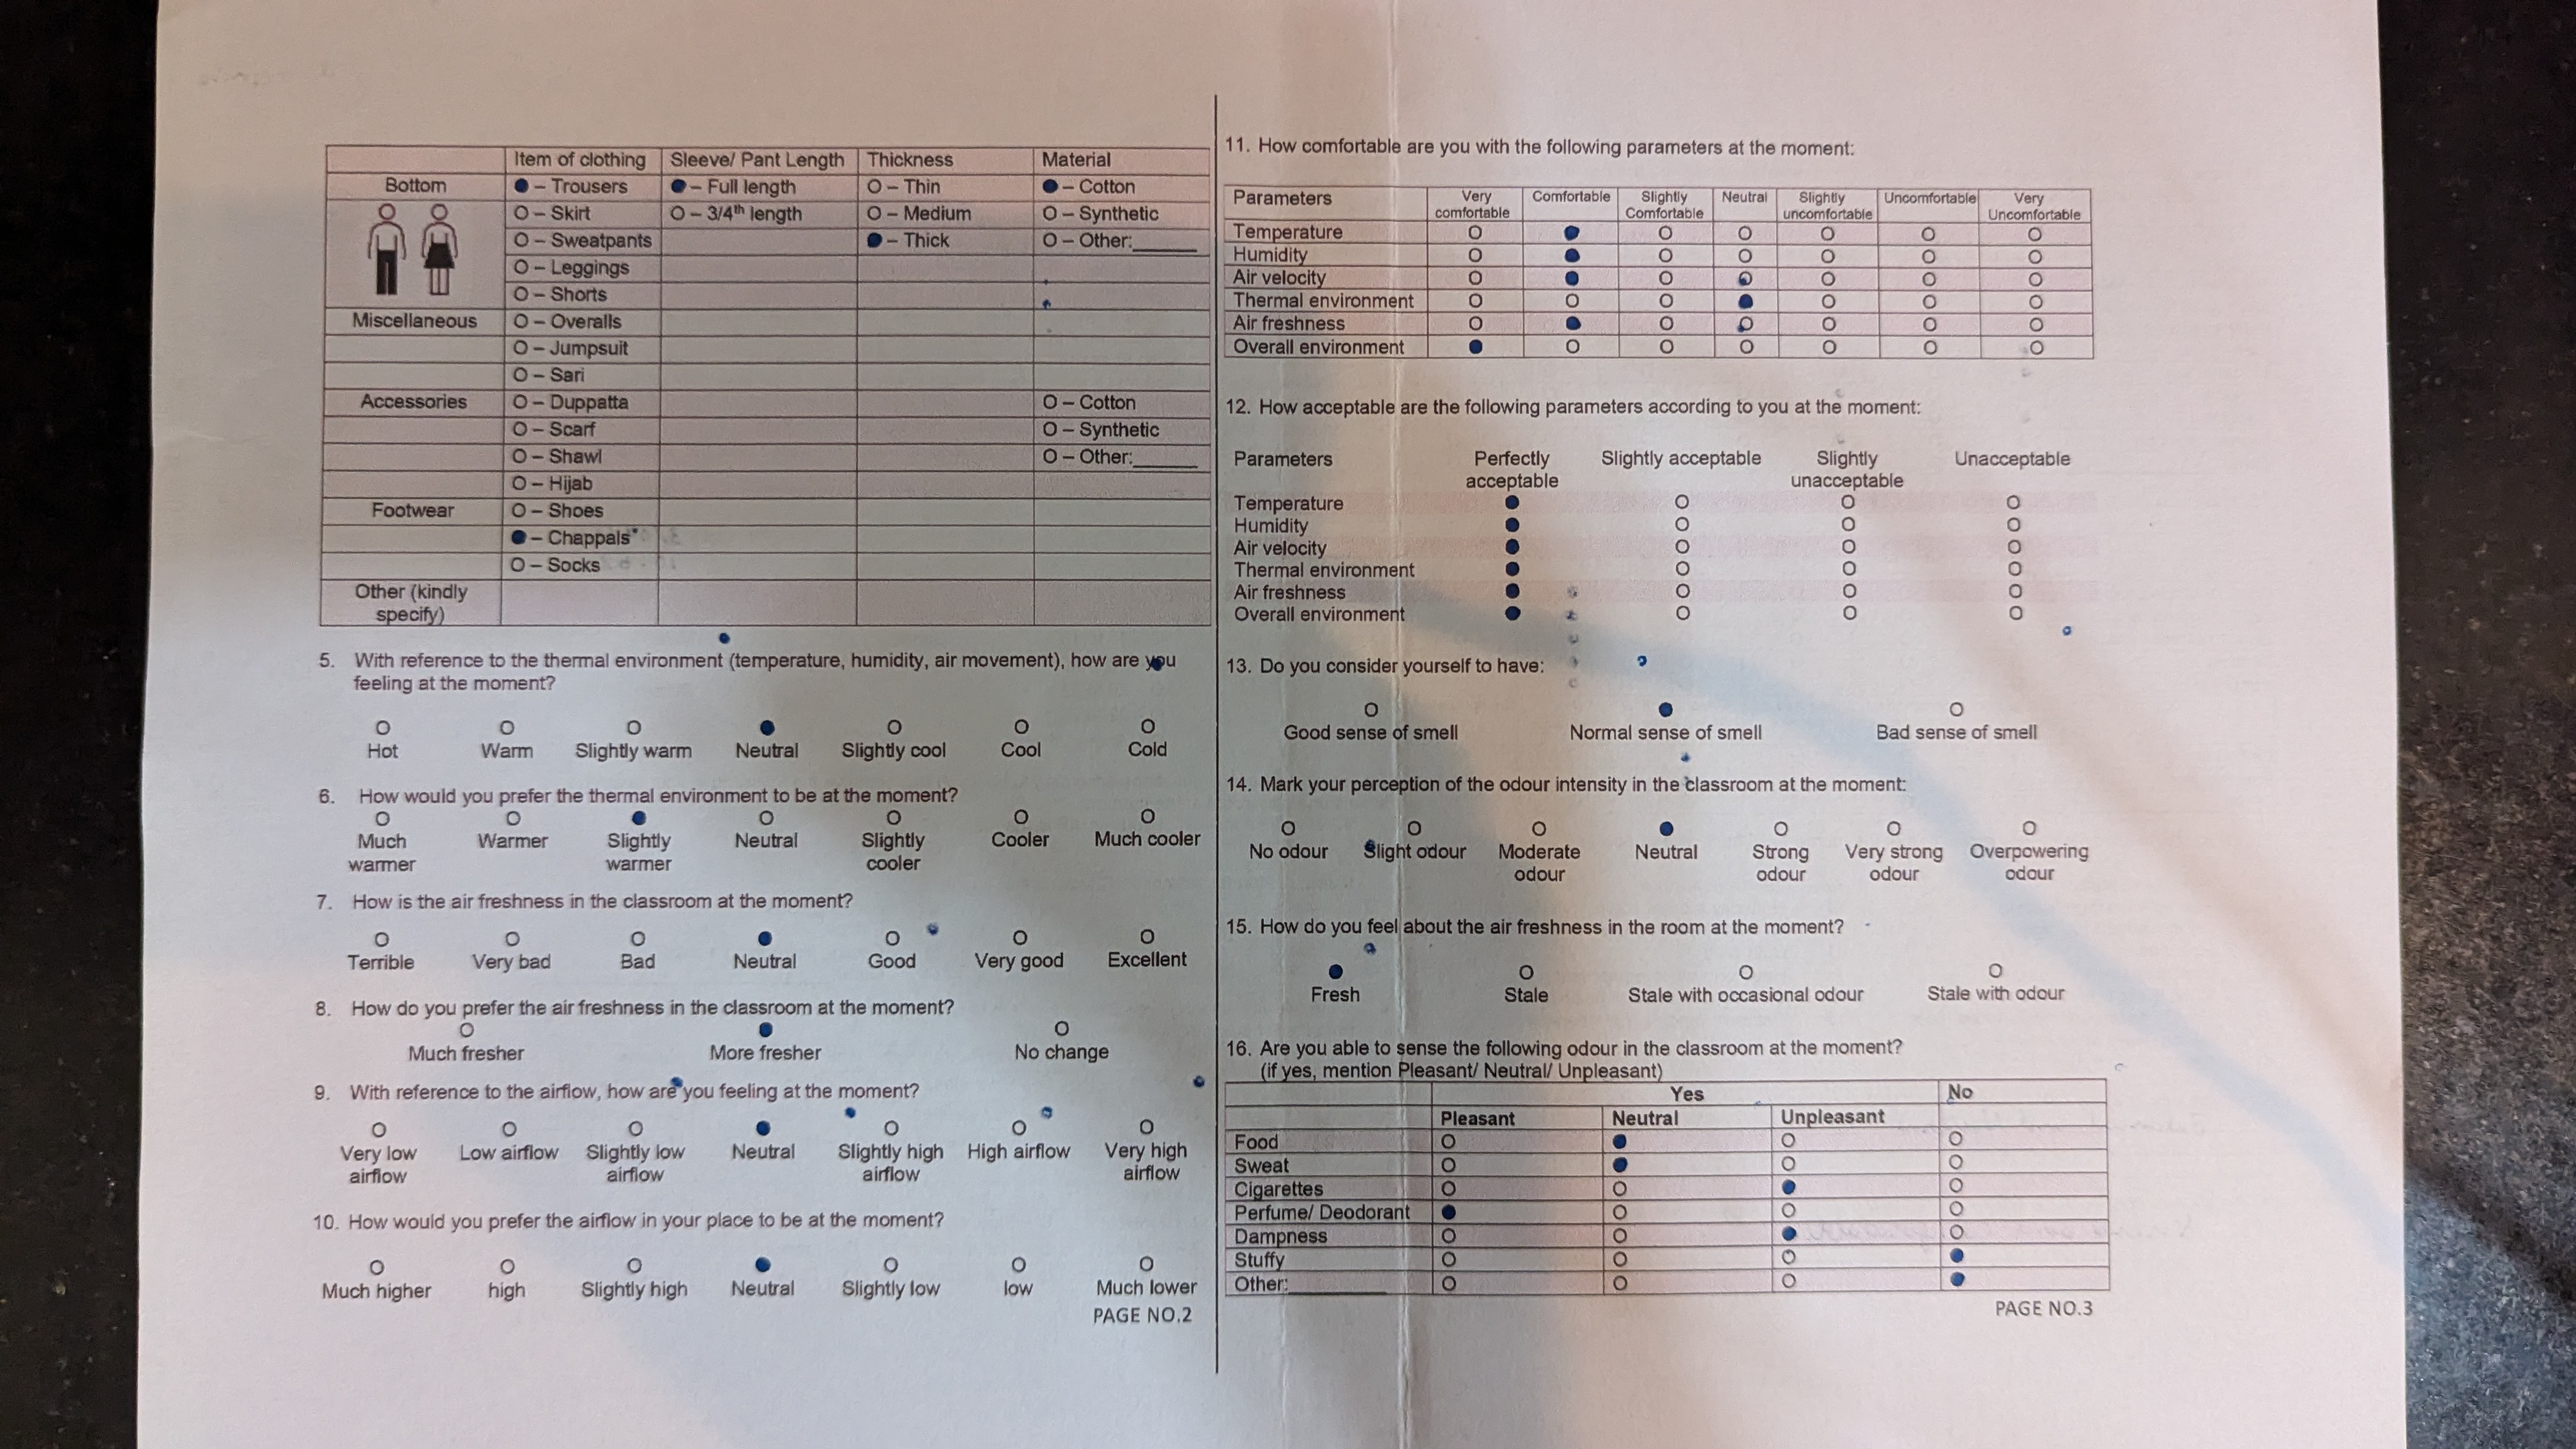 Item of clothing Sleeve/ Pant Length Thickness Material
Bottom ● – Trousers ● – Full length O – Thin ● – Cotton
O – Skirt O – 3/4th length O – Medium O – Synthetic
O – Sweatpants ● – Thick O – Other:______
O – Leggings
O – Shorts
Miscellaneous O – Overalls
O – Jumpsuit
O – Sari
Accessories O – Duppatta O – Cotton
O – Scarf O – Synthetic
O – Shawl O – Other:______
O – Hijab
Footwear O – Shoes
● – Chappals
O – Socks
Other (kindly
specify)
5. With reference to the thermal environment (temperature, humidity, air movement), how are you
feeling at the moment?
O O O ● O O O
Hot Warm Slightly warm Neutral Slightly cool Cool Cold
6. How would you prefer the thermal environment to be at the moment?
O O ● O O O O
Much Warmer Slightly Neutral Slightly Cooler Much cooler
warmer warmer cooler
7. How is the air freshness in the classroom at the moment?
O O O ● O O O
Terrible Very bad Bad Neutral Good Very good Excellent
8. How do you prefer the air freshness in the classroom at the moment?
O ● O
Much fresher More fresher No change
9. With reference to the airflow, how are you feeling at the moment?
O O O ● O O O
Very low Low airflow Slightly low Neutral Slightly high High airflow Very high
airflow airflow airflow airflow
10. How would you prefer the airflow in your place to be at the moment?
O O O ● O O O
Much higher high Slightly high Neutral Slightly low low Much lower
PAGE NO.2
11. How comfortable are you with the following parameters at the moment:
Parameters Very Comfortable Slightly Neutral Slightly Uncomfortable Very
comfortable Comfortable uncomfortable Uncomfortable
Temperature O ● O O O O O
Humidity O ● O O O O O
Air velocity O ● O O O O O
Thermal environment O O O ● O O O
Air freshness O ● O O O O O
Overall environment ● O O O O O O
12. How acceptable are the following parameters according to you at the moment:
Parameters Perfectly Slightly acceptable Slightly Unacceptable
acceptable unacceptable
Temperature ● O O O
Humidity ● O O O
Air velocity ● O O O
Thermal environment ● O O O
Air freshness ● O O O
Overall environment ● O O O
13. Do you consider yourself to have:
O ● O
Good sense of smell Normal sense of smell Bad sense of smell
14. Mark your perception of the odour intensity in the classroom at the moment:
O O O ● O O O
No odour Slight odour Moderate Neutral Strong Very strong Overpowering
odour odour odour odour
15. How do you feel about the air freshness in the room at the moment?
● O O O
Fresh Stale Stale with occasional odour Stale with odour
16. Are you able to sense the following odour in the classroom at the moment?
(if yes, mention Pleasant/ Neutral/ Unpleasant)
Yes No
Pleasant Neutral Unpleasant
Food O ● O O
Sweat O ● O O
Cigarettes O O ● O
Perfume/ Deodorant ● O O O
Dampness O O ● O
Stuffy O O O ●
Other:__________ O O O ●
PAGE NO.3